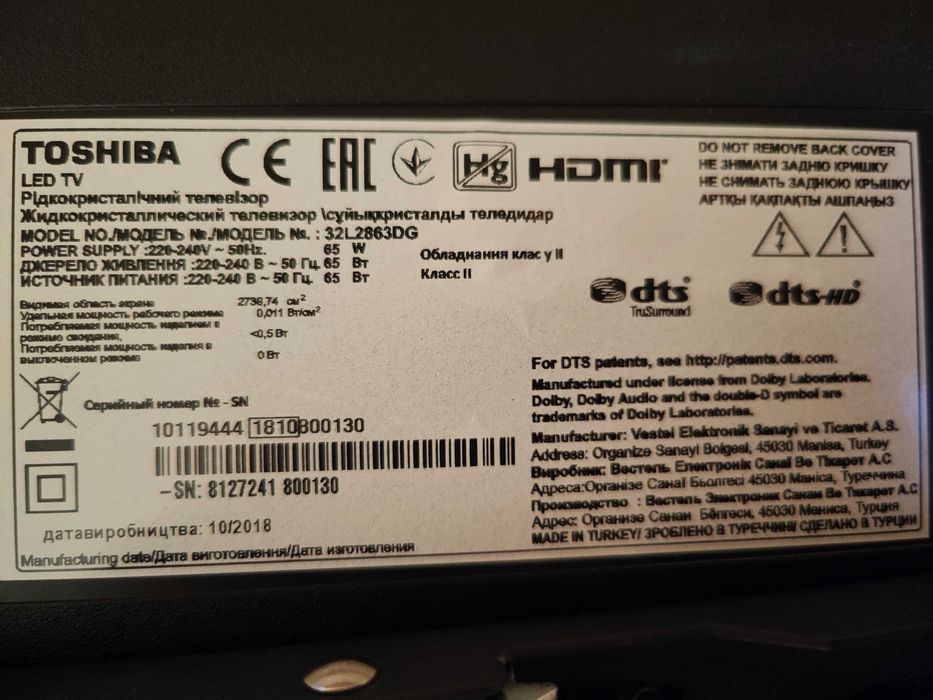 TOSHIBA
CE EAC Hg HDMI
LED TV
Рідкокристалічний телевізор
Жидкокристаллический телевизор \сұйықкристалды теледидар
MODEL NO./МОДЕЛЬ №./МОДЕЛЬ №. : 32L2863DG
POWER SUPPLY :220-240V ~ 50Hz. 65 W
ДЖЕРЕЛО ЖИВЛЕННЯ :220-240 В ~ 50 Гц. 65 Вт
ИСТОЧНИК ПИТАНИЯ :220-240 В ~ 50 Гц. 65 Вт
Обладнання клас у II
Класс II
Видимая область экрана 2738,74 см²
Удельная мощность рабочего режима 0,011 Вт/см²
Потребляемая мощность изделием в
режиме ожидания, <0,5 Вт
Потребляемая мощность изделия в
выключенном режиме 0 Вт
Серийный номер № - SN
10119444 1810800130
-SN: 8127241 800130
датавиробництва: 10/2018
Manufacturing date/Дата виготовлення/Дата изготовления
DO NOT REMOVE BACK COVER
НЕ ЗНІМАТИ ЗАДНЮ КРИШКУ
НЕ СНИМАТЬ ЗАДНЮЮ КРЫШКУ
АРТҚЫ ҚАҚПАҚТЫ АШПАҢЫЗ
dts TruSurround
dts-HD
For DTS patents, see http://patents.dts.com.
Manufactured under license from Dolby Laboratories.
Dolby, Dolby Audio and the double-D symbol are
trademarks of Dolby Laboratories.
Manufacturer: Vestel Elektronik Sanayi ve Ticaret A.S.
Address: Organize Sanayi Bolgesi, 45030 Manisa, Turkey
Виробник: Вестель Електронік Санаї Ве Тікарет А.С
Адреса:Організе Санаї Бьолгесі 45030 Маніса, Туреччина
Производство : Вестель Электроник Санаи Ве Тикарет А.С
Адрес: Организе Санаи Бёлгеси, 45030 Маниса, Турция
MADE IN TURKEY/ ЗРОБЛЕНО В ТУРЕЧЧИНІ/ СДЕЛАНО В ТУРЦИИ